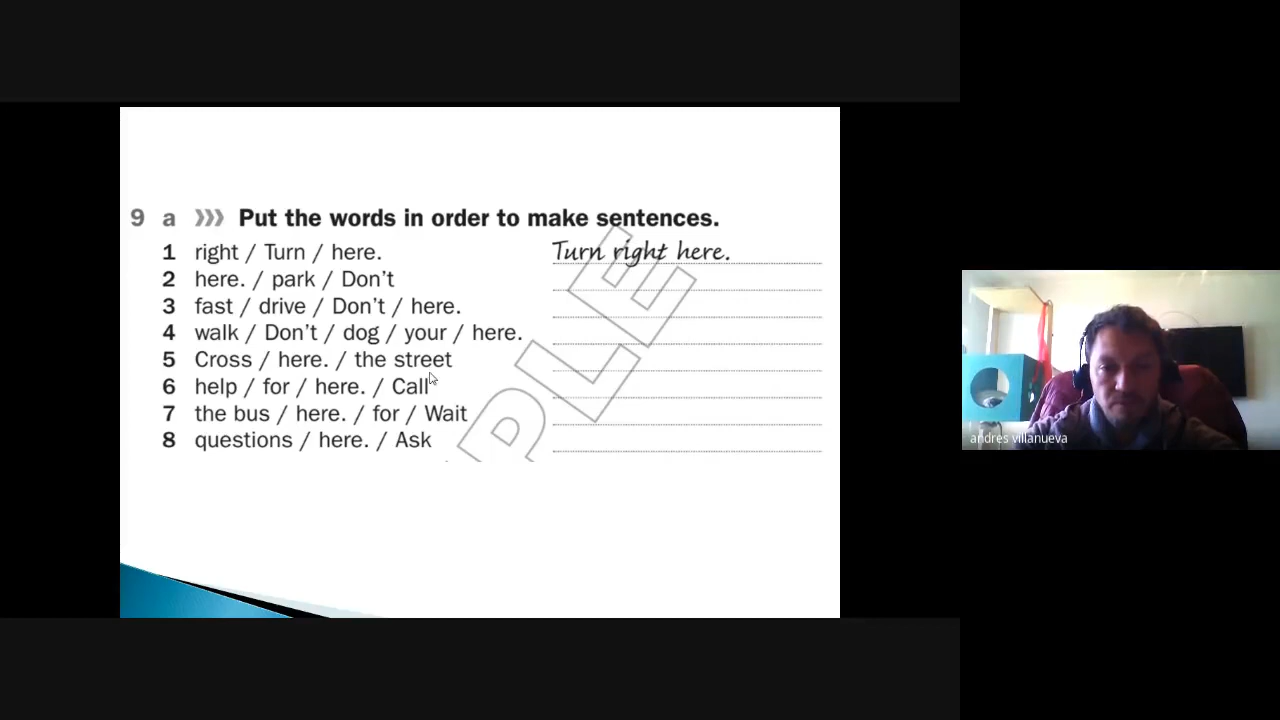 9 a ››› Put the words in order to make sentences.
1 right / Turn / here. Turn right here.
2 here. / park / Don't
3 fast / drive / Don't / here.
4 walk / Don't / dog / your / here.
5 Cross / here. / the street
6 help / for / here. / Call
7 the bus / here. / for / Wait
8 questions / here. / Ask
PLE
andres villanueva